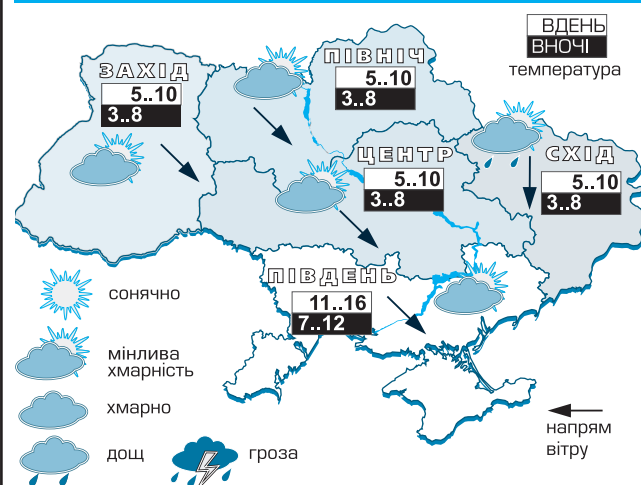 ВДЕНЬ
ВНОЧІ
температура
ЗАХІД
5..10
3..8
ПІВНІЧ
5..10
3..8
ЦЕНТР
5..10
3..8
СХІД
5..10
3..8
ПІВДЕНЬ
11..16
7..12
сонячно
мінлива
хмарність
хмарно
дощ
гроза
напрям
вітру